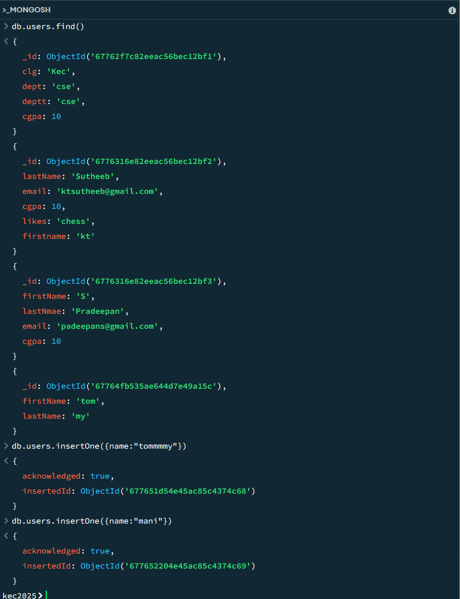 >_MONGOSH
> db.users.find()
< {
_id: ObjectId('67762f7c82eeac56bec12bf1'),
clg: 'Kec',
dept: 'cse',
deptt: 'cse',
cgpa: 10
}
{
_id: ObjectId('6776316e82eeac56bec12bf2'),
lastName: 'Sutheeb',
email: 'ktsutheeb@gmail.com',
cgpa: 10,
likes: 'chess',
firstname: 'kt'
}
{
_id: ObjectId('6776316e82eeac56bec12bf3'),
firstName: 'S',
lastNmae: 'Pradeepan',
email: 'padeepans@gmail.com',
cgpa: 10
}
{
_id: ObjectId('67764fb535ae644d7e49a15c'),
firstName: 'tom',
lastName: 'my'
}
> db.users.insertOne({name:"tommmmy"})
< {
acknowledged: true,
insertedId: ObjectId('677651d54e45ac85c4374c68')
}
> db.users.insertOne({name:"mani"})
< {
acknowledged: true,
insertedId: ObjectId('677652204e45ac85c4374c69')
}
kec2025>